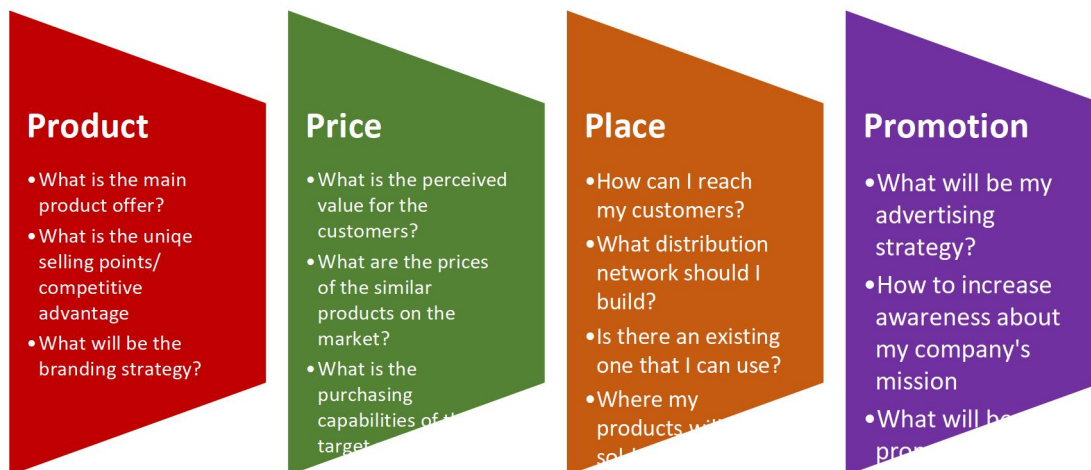 Product
•What is the main
product offer?
•What is the uniqe
selling points/
competitive
advantage
•What will be the
branding strategy?
Price
•What is the perceived
value for the
customers?
•What are the prices
of the similar
products on the
market?
•What is the
purchasing
capabilities of the
target
Place
•How can I reach
my customers?
•What distribution
network should I
build?
•Is there an existing
one that I can use?
•Where my
products will
Promotion
•What will be my
advertising
strategy?
•How to increase
awareness about
my company's
mission
•What will be